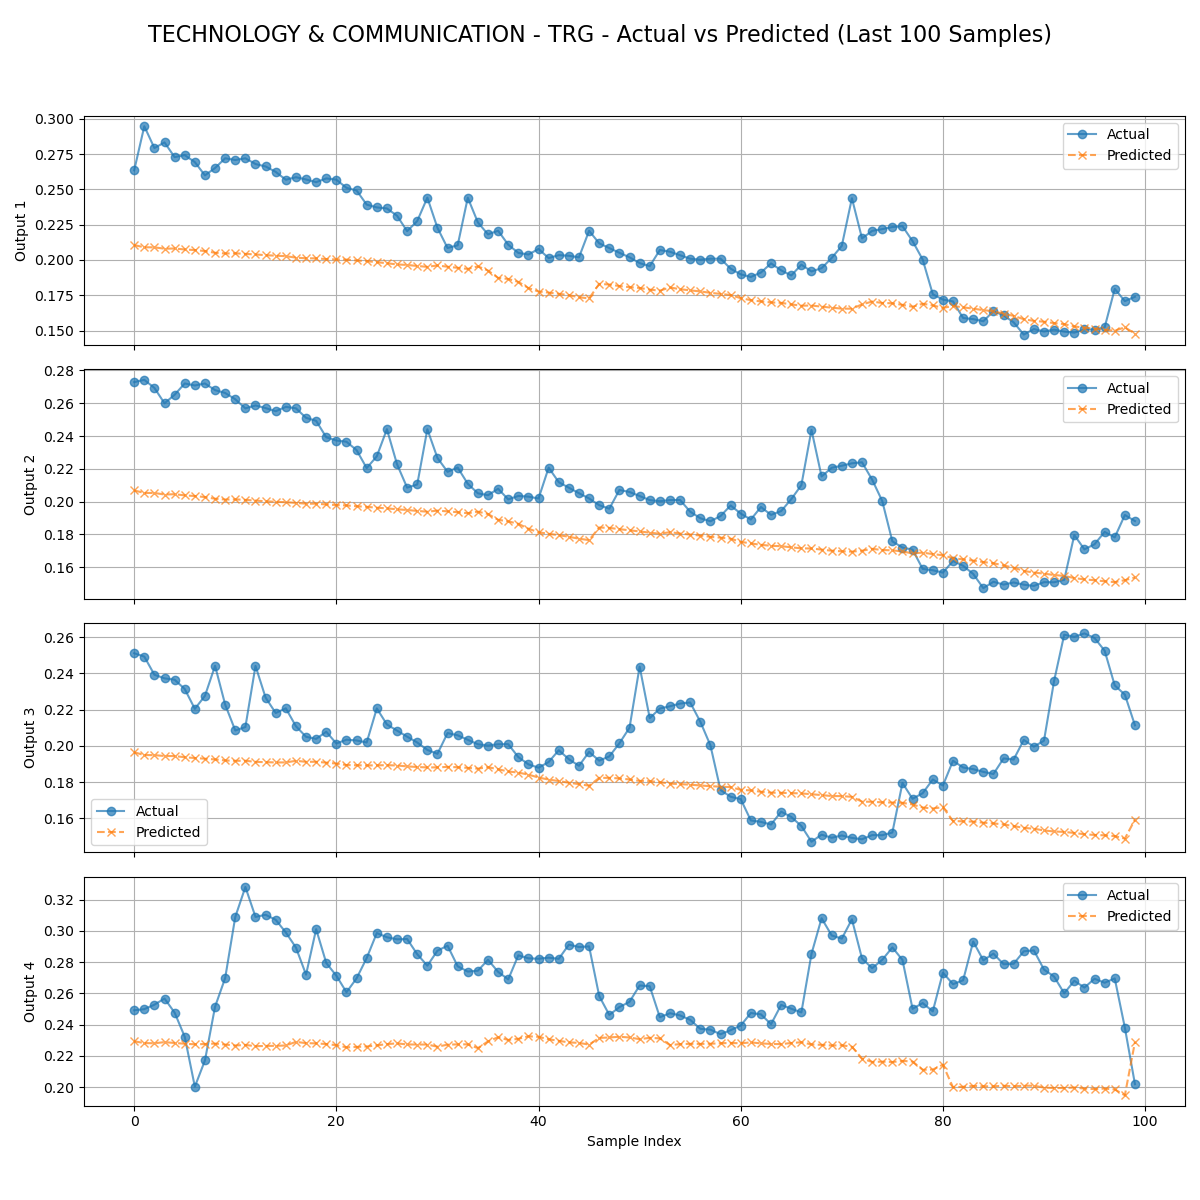 TECHNOLOGY & COMMUNICATION - TRG - Actual vs Predicted (Last 100 Samples)
0.300
0.275
0.250
0.225
0.200
0.175
0.150
Output 1
Actual
Predicted
0.28
0.26
0.24
0.22
0.20
0.18
0.16
Output 2
Actual
Predicted
0.26
0.24
0.22
0.20
0.18
0.16
Output 3
Actual
Predicted
0.32
0.30
0.28
0.26
0.24
0.22
0.20
Output 4
Actual
Predicted
0 20 40 60 80 100
Sample Index